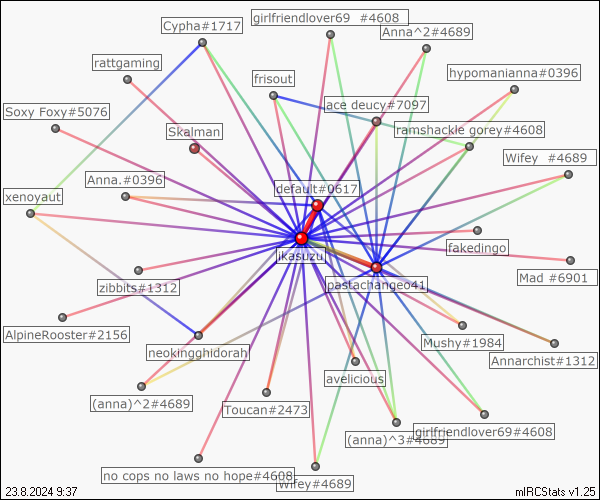 girlfriendlover69 #4608
Cypha#1717
Anna^2#4689
rattgaming
frisout
hypomanianna#0396
ace deucy#7097
Soxy Foxy#5076
Skalman
ramshackle gorey#4608
Wifey #4689
Anna.#0396
default#0617
xenoyaut
fakedingo
jkasuzu
Mad #6901
zibbits#1312
pastachangeo41
AlpineRooster#2156
Mushy#1984
neokingghidorah
Annarchist#1312
avelicious
(anna)^2#4689
Toucan#2473
girlfriendlover69#4608
(anna)^3#4689
no cops no laws no hope#4608
Wifey#4689
23.8.2024 9:37
mIRCStats v1.25